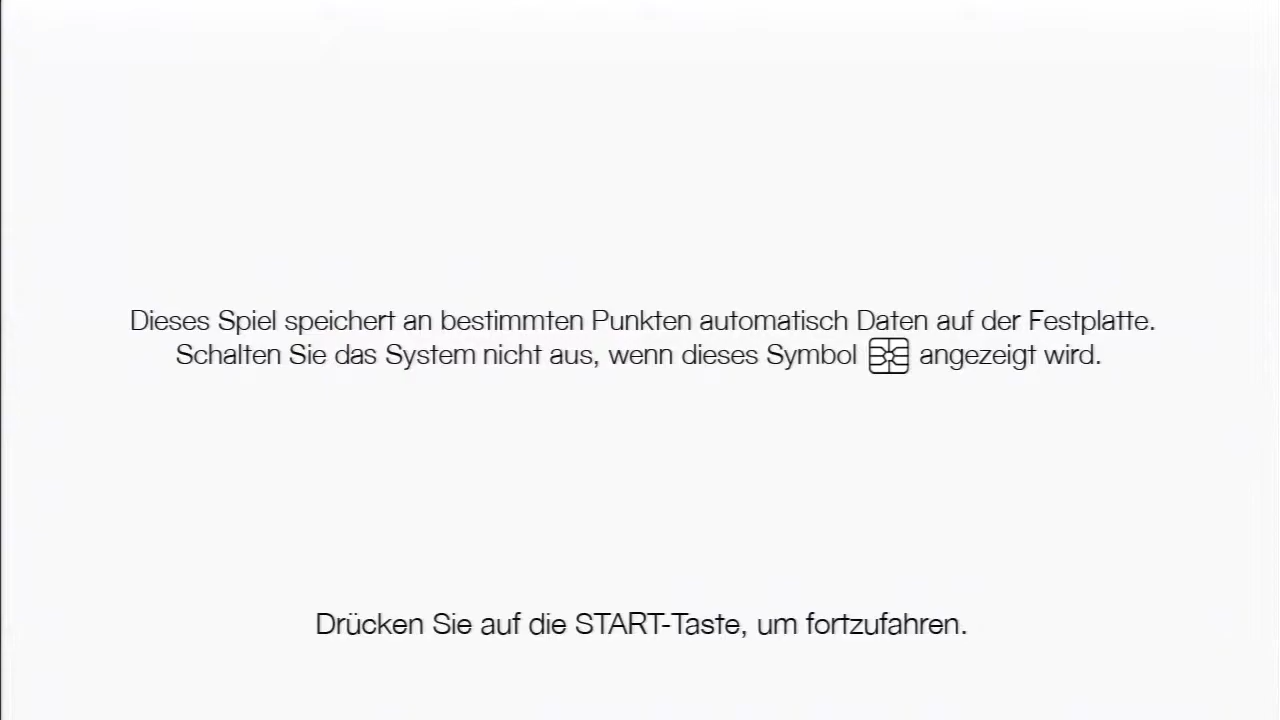 Dieses Spiel speichert an bestimmten Punkten automatisch Daten auf der Festplatte.
Schalten Sie das System nicht aus, wenn dieses Symbol angezeigt wird.
Drücken Sie auf die START-Taste, um fortzufahren.